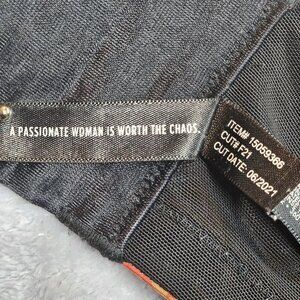 A PASSIONATE WOMAN IS WORTH THE CHAOS.
ITEM# 15059366
CUT# F21
CUT DATE: 06/2021